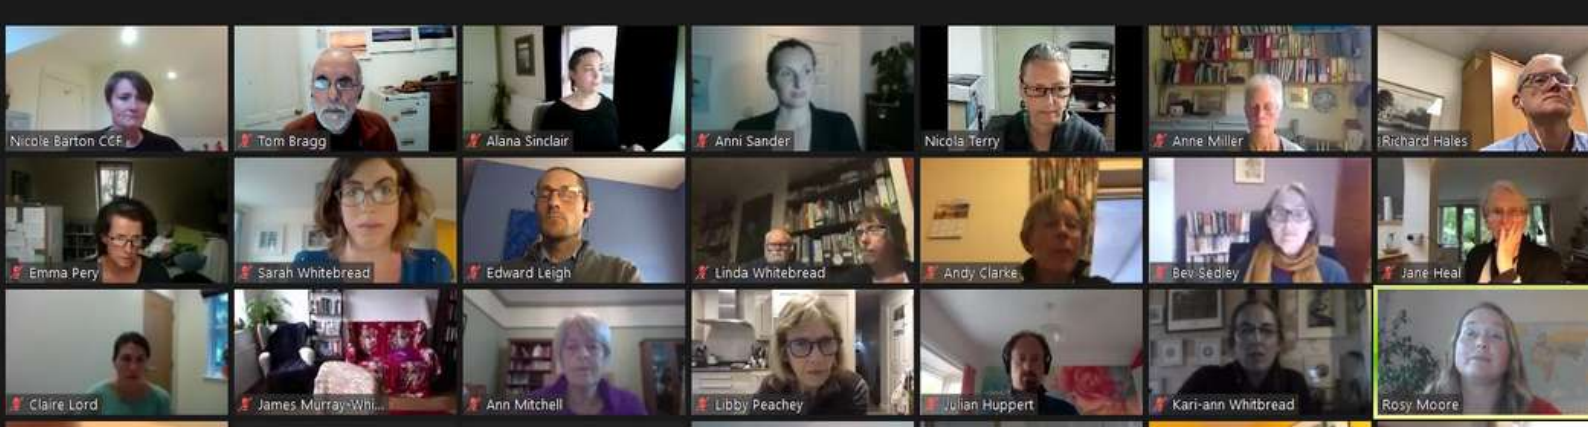 Nicole Barton CCF
Tom Bragg
Alana Sinclair
Anni Sander
Nicola Terry
Anne Miller
Richard Hales
Emma Pery
Sarah Whitebread
Edward Leigh
Linda Whitebread
Andy Clarke
Bev Sedley
Jane Heal
Claire Lord
James Murray-Whi...
Ann Mitchell
Libby Peachey
Julian Huppert
Kari-ann Whitbread
Rosy Moore